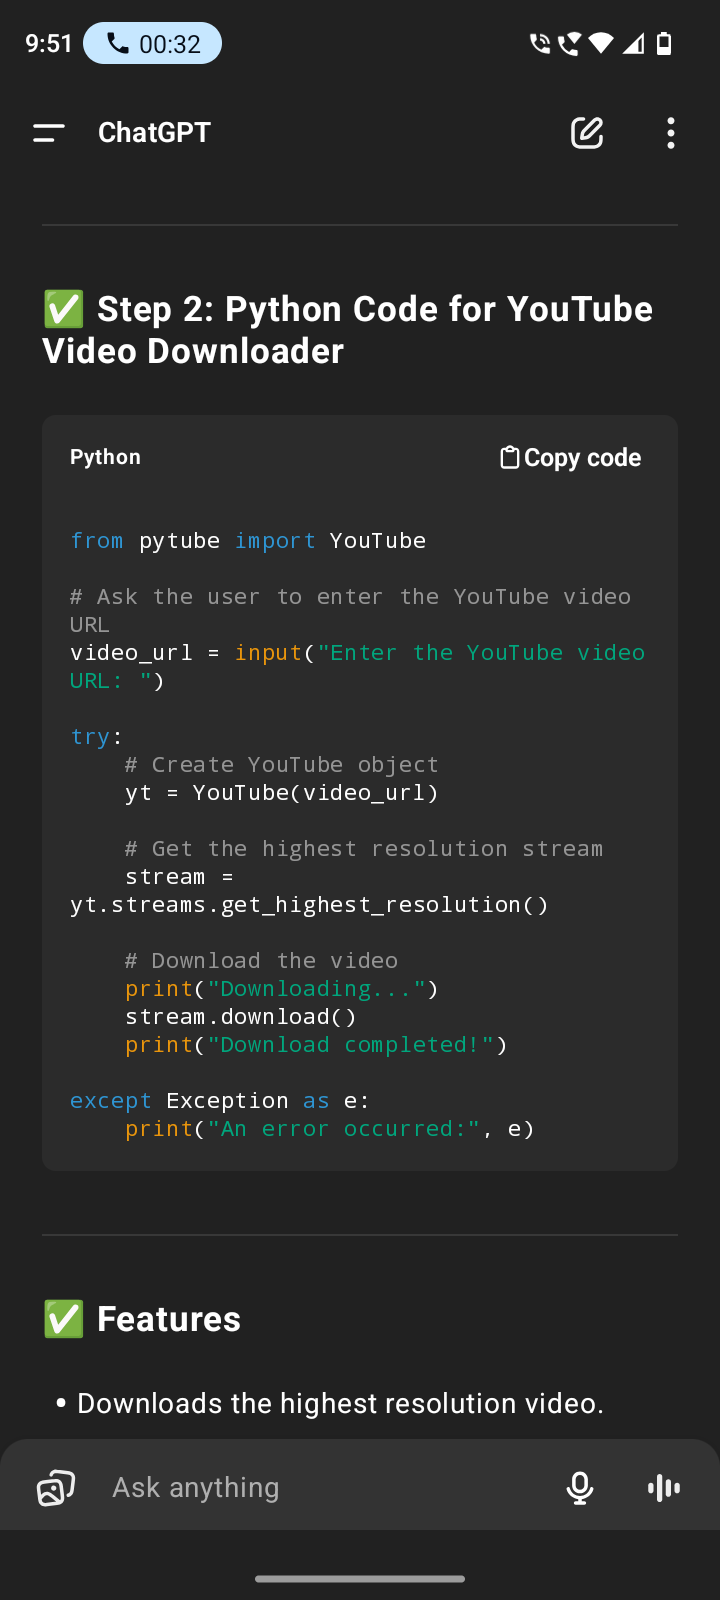 9:51 00:32
ChatGPT
✅ Step 2: Python Code for YouTube
Video Downloader
Python Copy code
from pytube import YouTube
# Ask the user to enter the YouTube video
URL
video_url = input("Enter the YouTube video
URL: ")
try:
    # Create YouTube object
    yt = YouTube(video_url)
    # Get the highest resolution stream
    stream =
yt.streams.get_highest_resolution()
    # Download the video
    print("Downloading...")
    stream.download()
    print("Download completed!")
except Exception as e:
    print("An error occurred:", e)
✅ Features
• Downloads the highest resolution video.
Ask anything